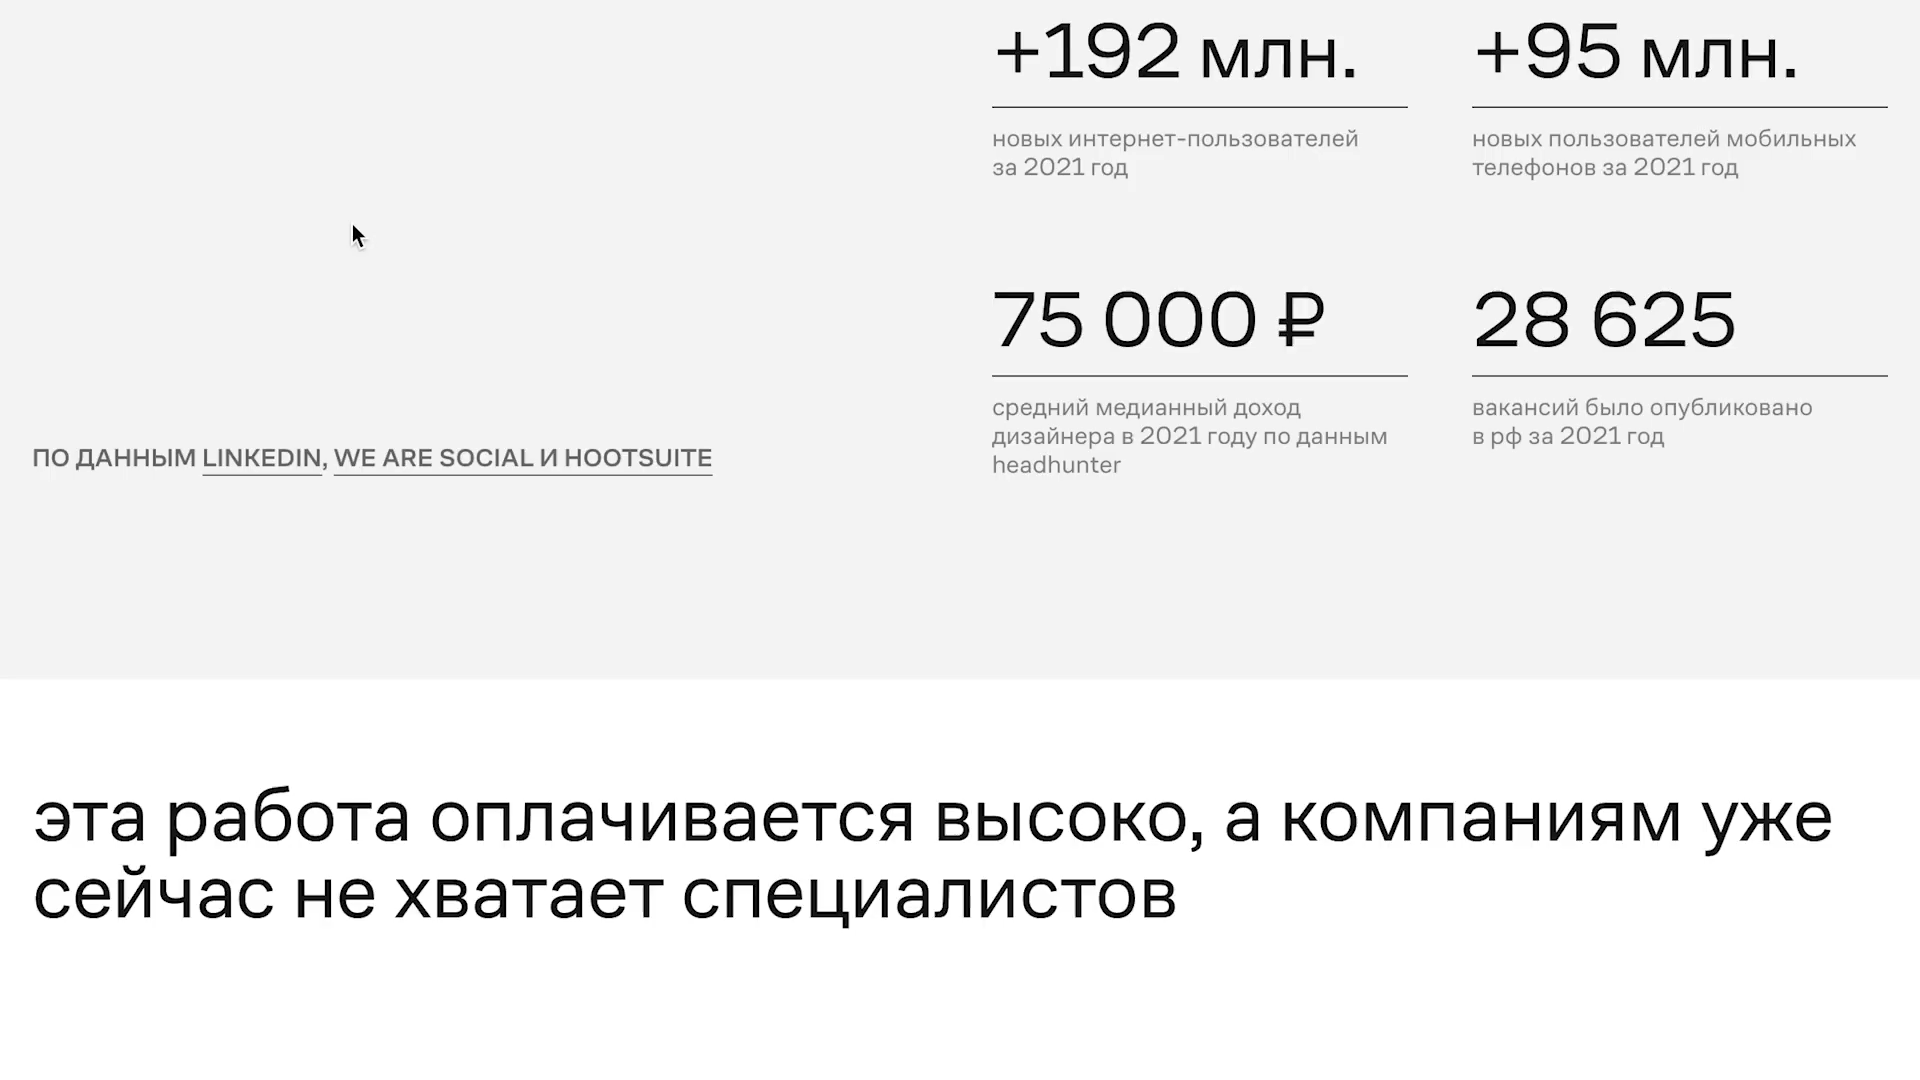 +192 млн.
новых интернет-пользователей
за 2021 год
+95 млн.
новых пользователей мобильных
телефонов за 2021 год
75 000 ₽
средний медианный доход
дизайнера в 2021 году по данным
headhunter
28 625
вакансий было опубликовано
в рф за 2021 год
ПО ДАННЫМ LINKEDIN, WE ARE SOCIAL И HOOTSUITE
эта работа оплачивается высоко, а компаниям уже
сейчас не хватает специалистов